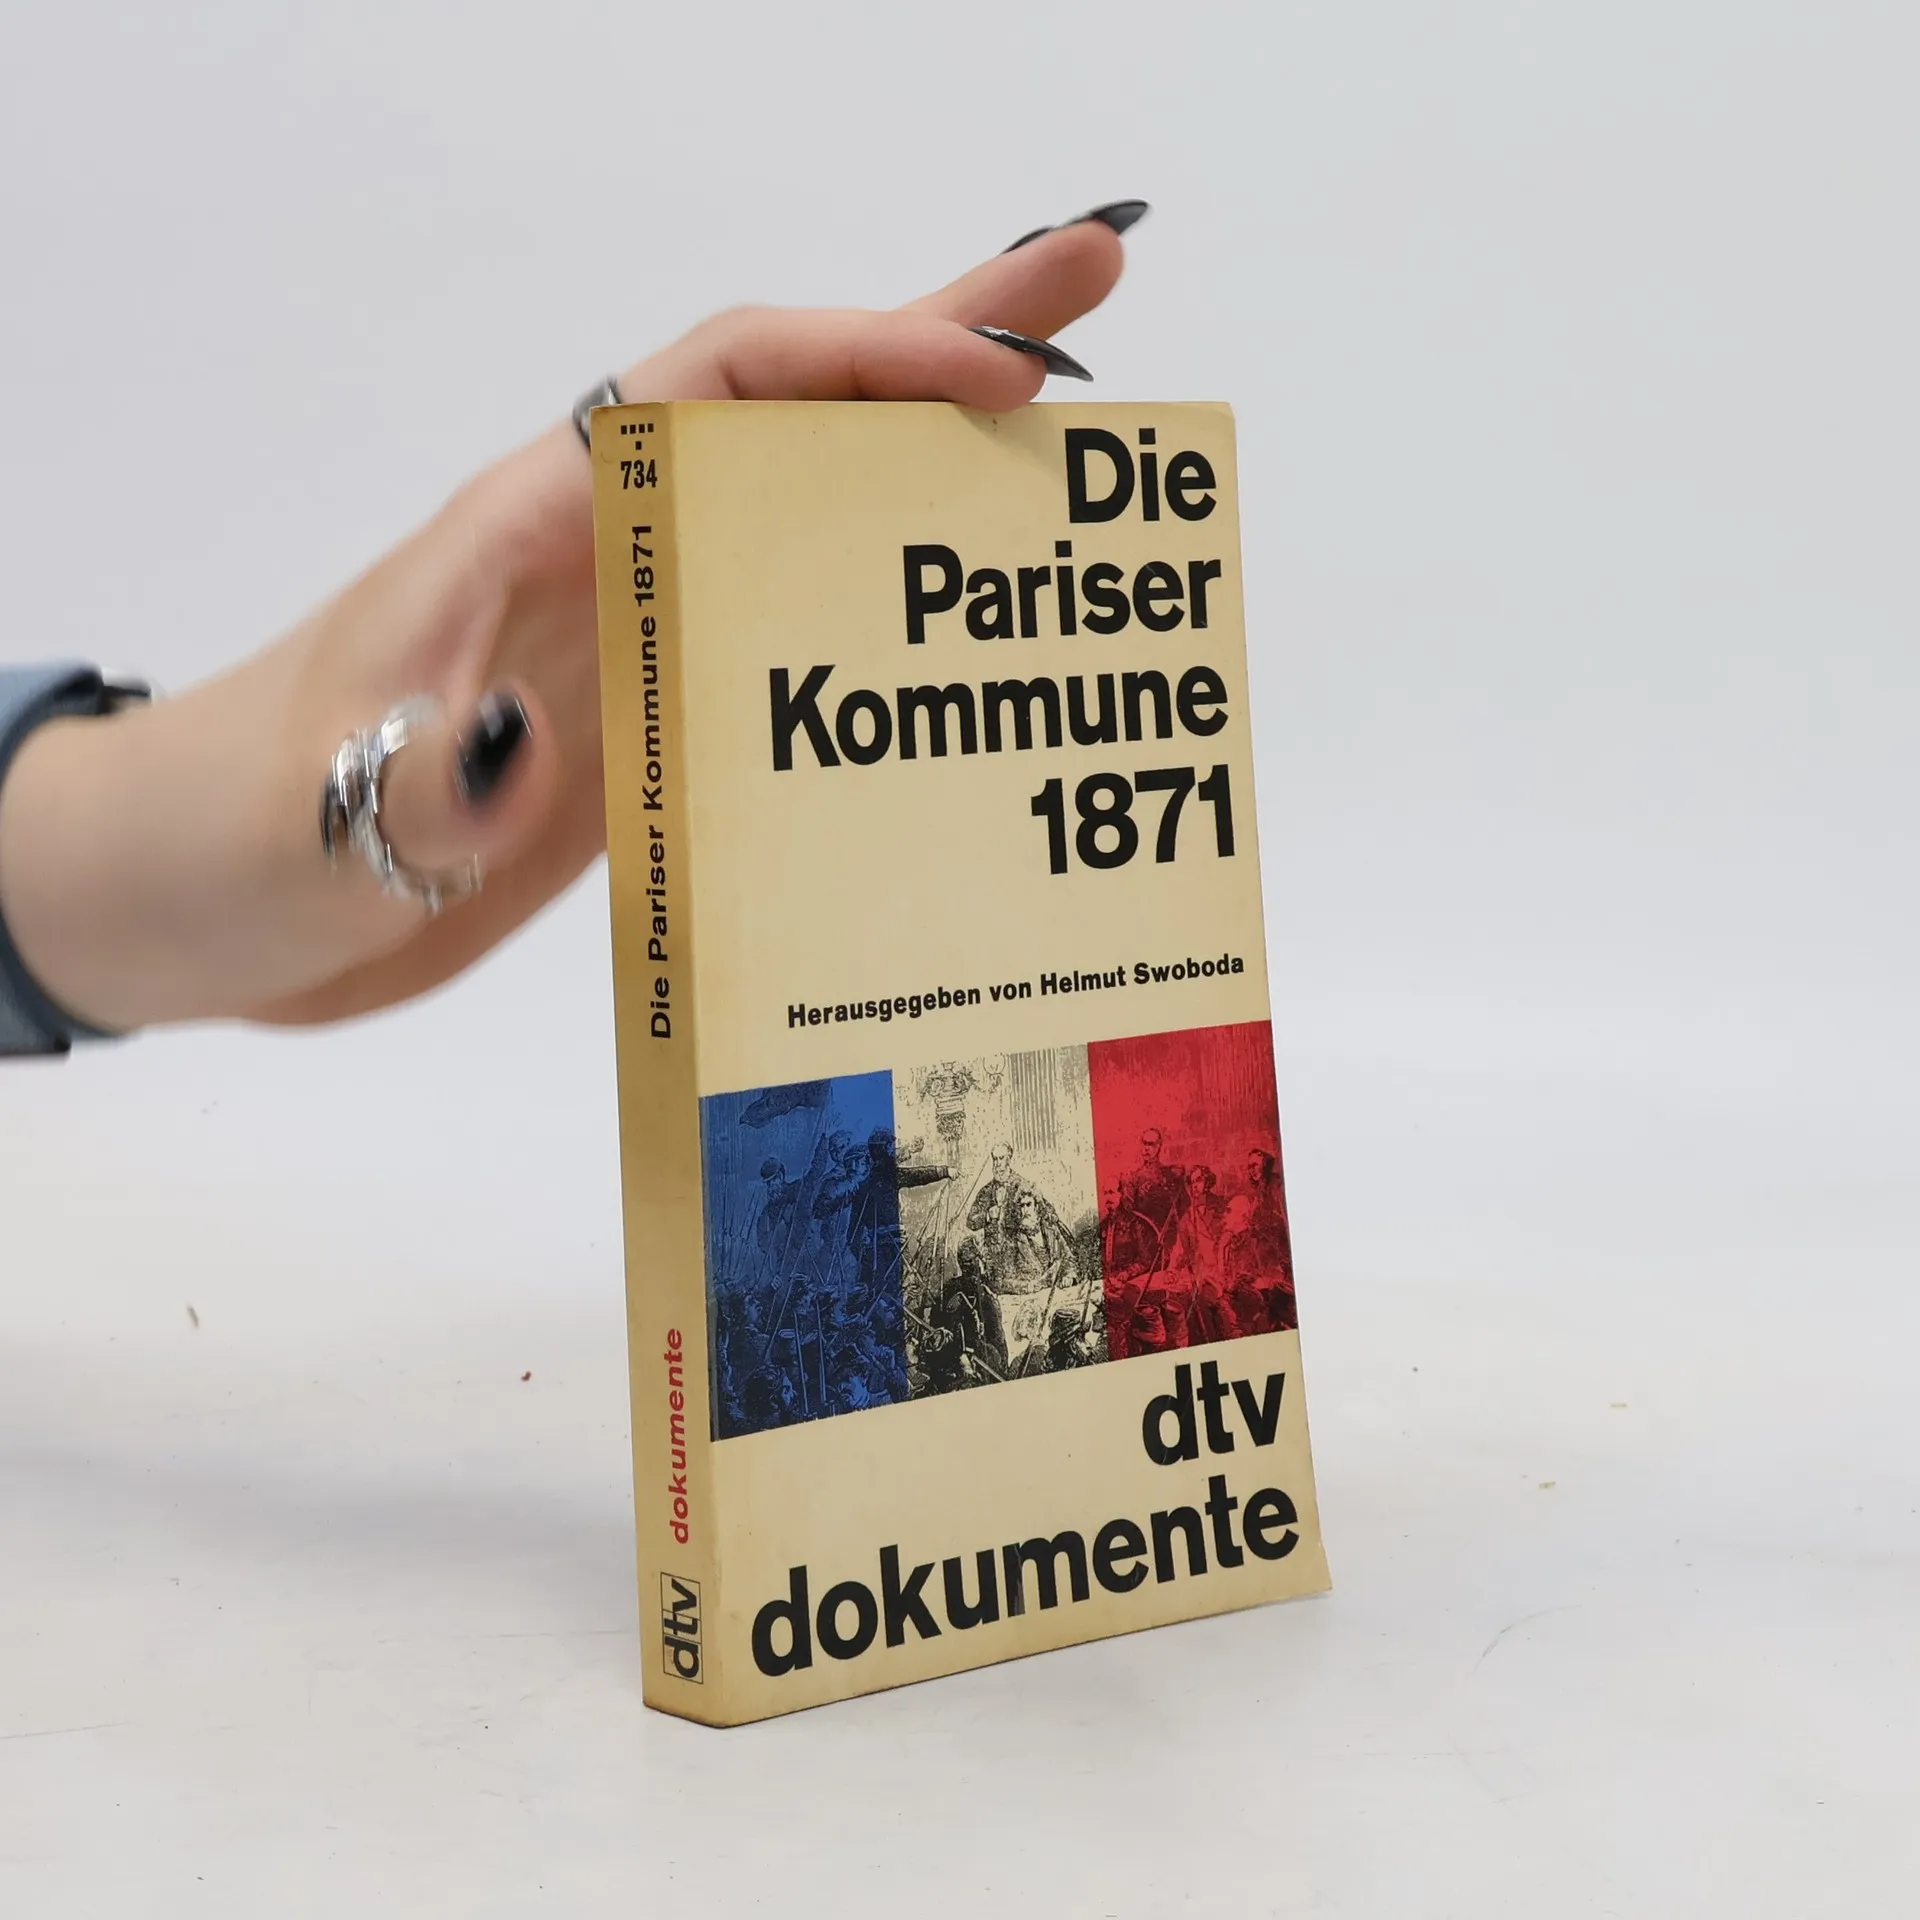 734
Die Pariser Kommune 1871
dokumente
dtv
Die
Pariser
Kommune
1871
Herausgegeben von Helmut Swoboda
dtv
dokumente